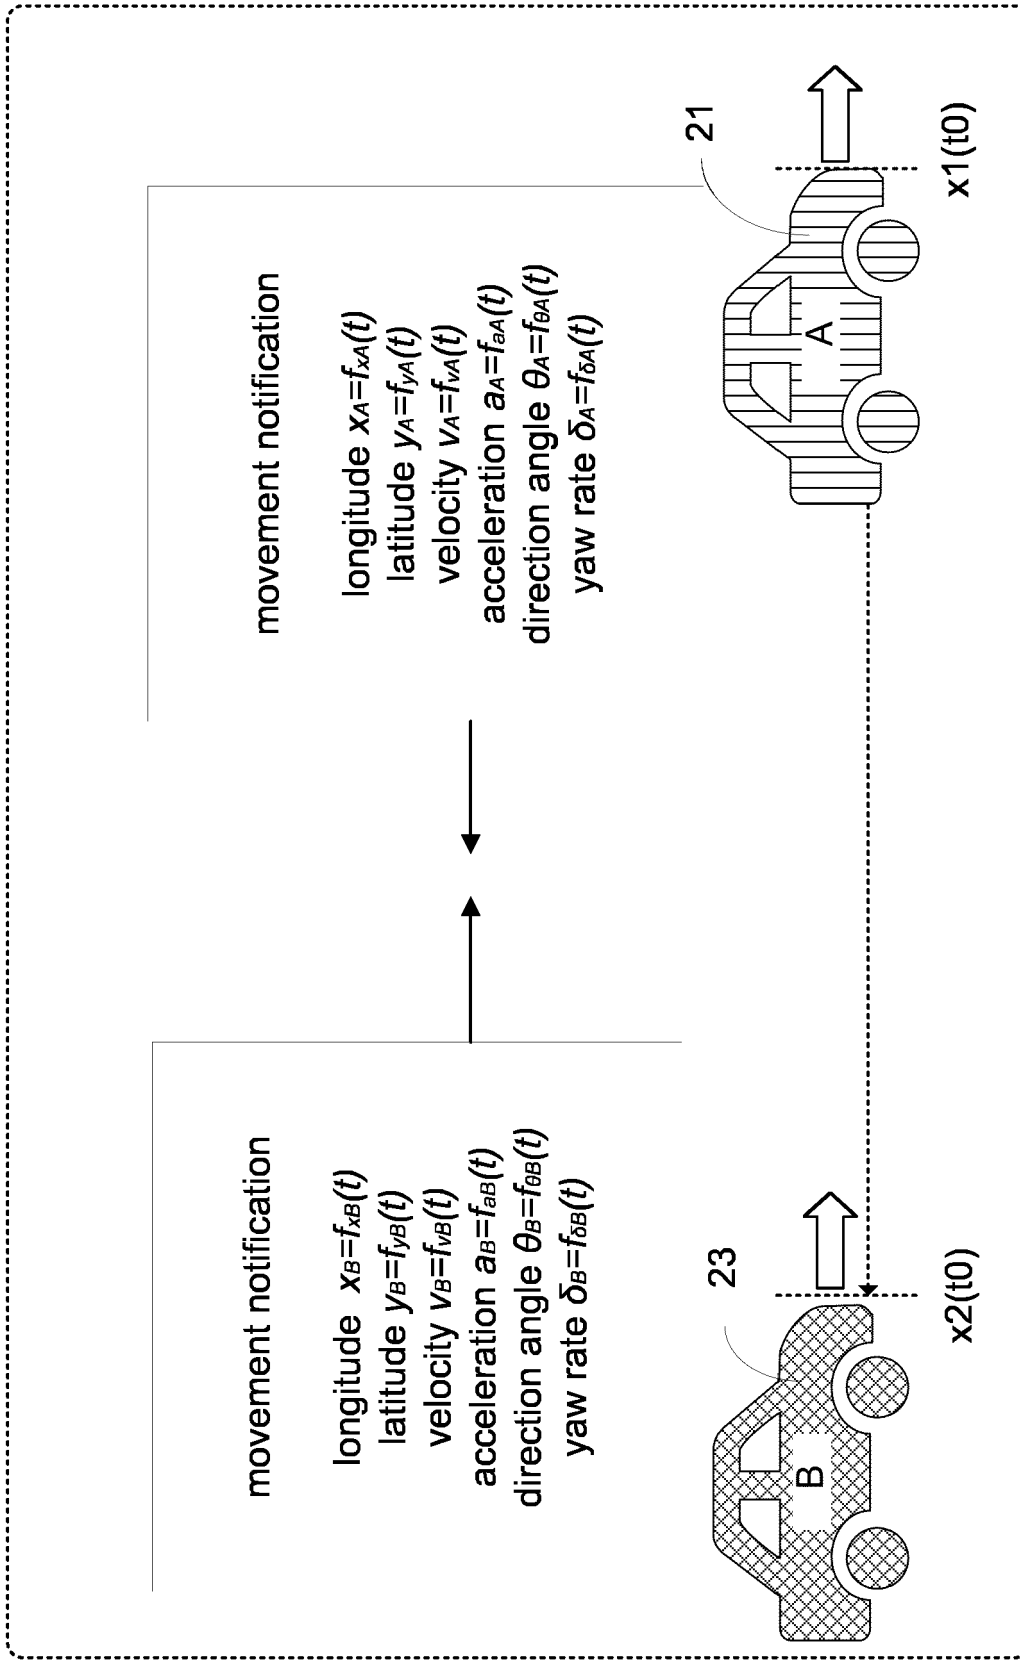 movement notification
longitude x_B=f_xB(t)
latitude y_B=f_yB(t)
velocity v_B=f_vB(t)
acceleration a_B=f_aB(t)
direction angle θ_B=f_θB(t)
yaw rate δ_B=f_δB(t)
23
B
x2(t0)
movement notification
longitude x_A=f_xA(t)
latitude y_A=f_yA(t)
velocity v_A=f_vA(t)
acceleration a_A=f_aA(t)
direction angle θ_A=f_θA(t)
yaw rate δ_A=f_δA(t)
21
A
x1(t0)